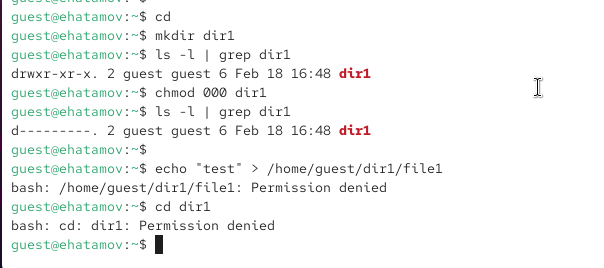 guest@ehatamov:~$ cd
guest@ehatamov:~$ mkdir dir1
guest@ehatamov:~$ ls -l | grep dir1
drwxr-xr-x. 2 guest guest 6 Feb 18 16:48 dir1
guest@ehatamov:~$ chmod 000 dir1
guest@ehatamov:~$ ls -l | grep dir1
d---------. 2 guest guest 6 Feb 18 16:48 dir1
guest@ehatamov:~$
guest@ehatamov:~$ echo "test" > /home/guest/dir1/file1
bash: /home/guest/dir1/file1: Permission denied
guest@ehatamov:~$ cd dir1
bash: cd: dir1: Permission denied
guest@ehatamov:~$